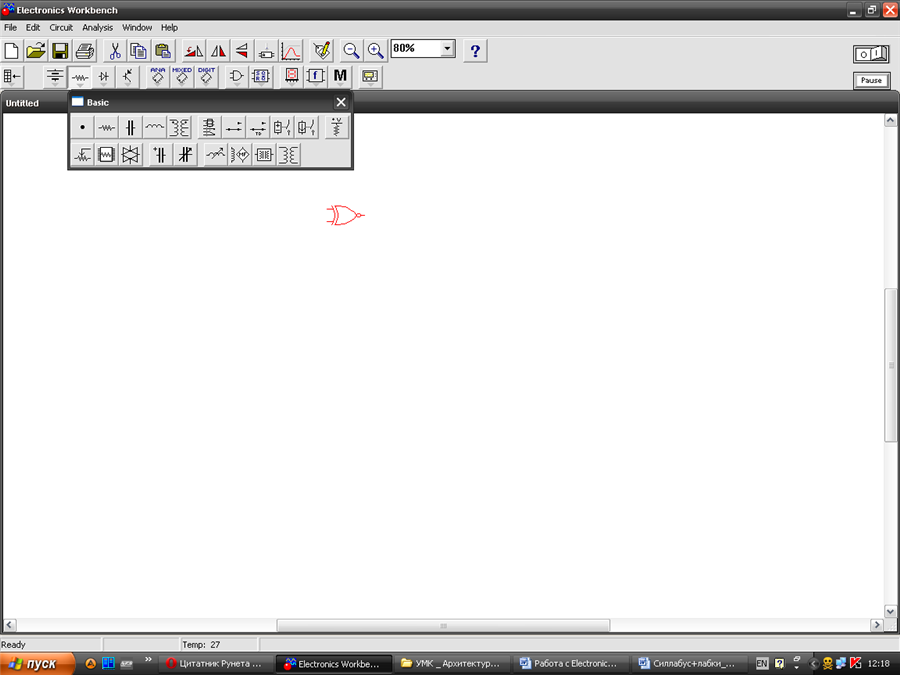 Electronics Workbench
File Edit Circuit Analysis Window Help
80%
?
ANA MIXED DIGIT
f M
Pause
Untitled
Basic
Ready
Temp: 27
пуск
Цитатник Рунета ...
Electronics Workbe...
УМК _ Архитектур...
Работа с Electronic...
Силлабус+лабки_...
EN
12:18